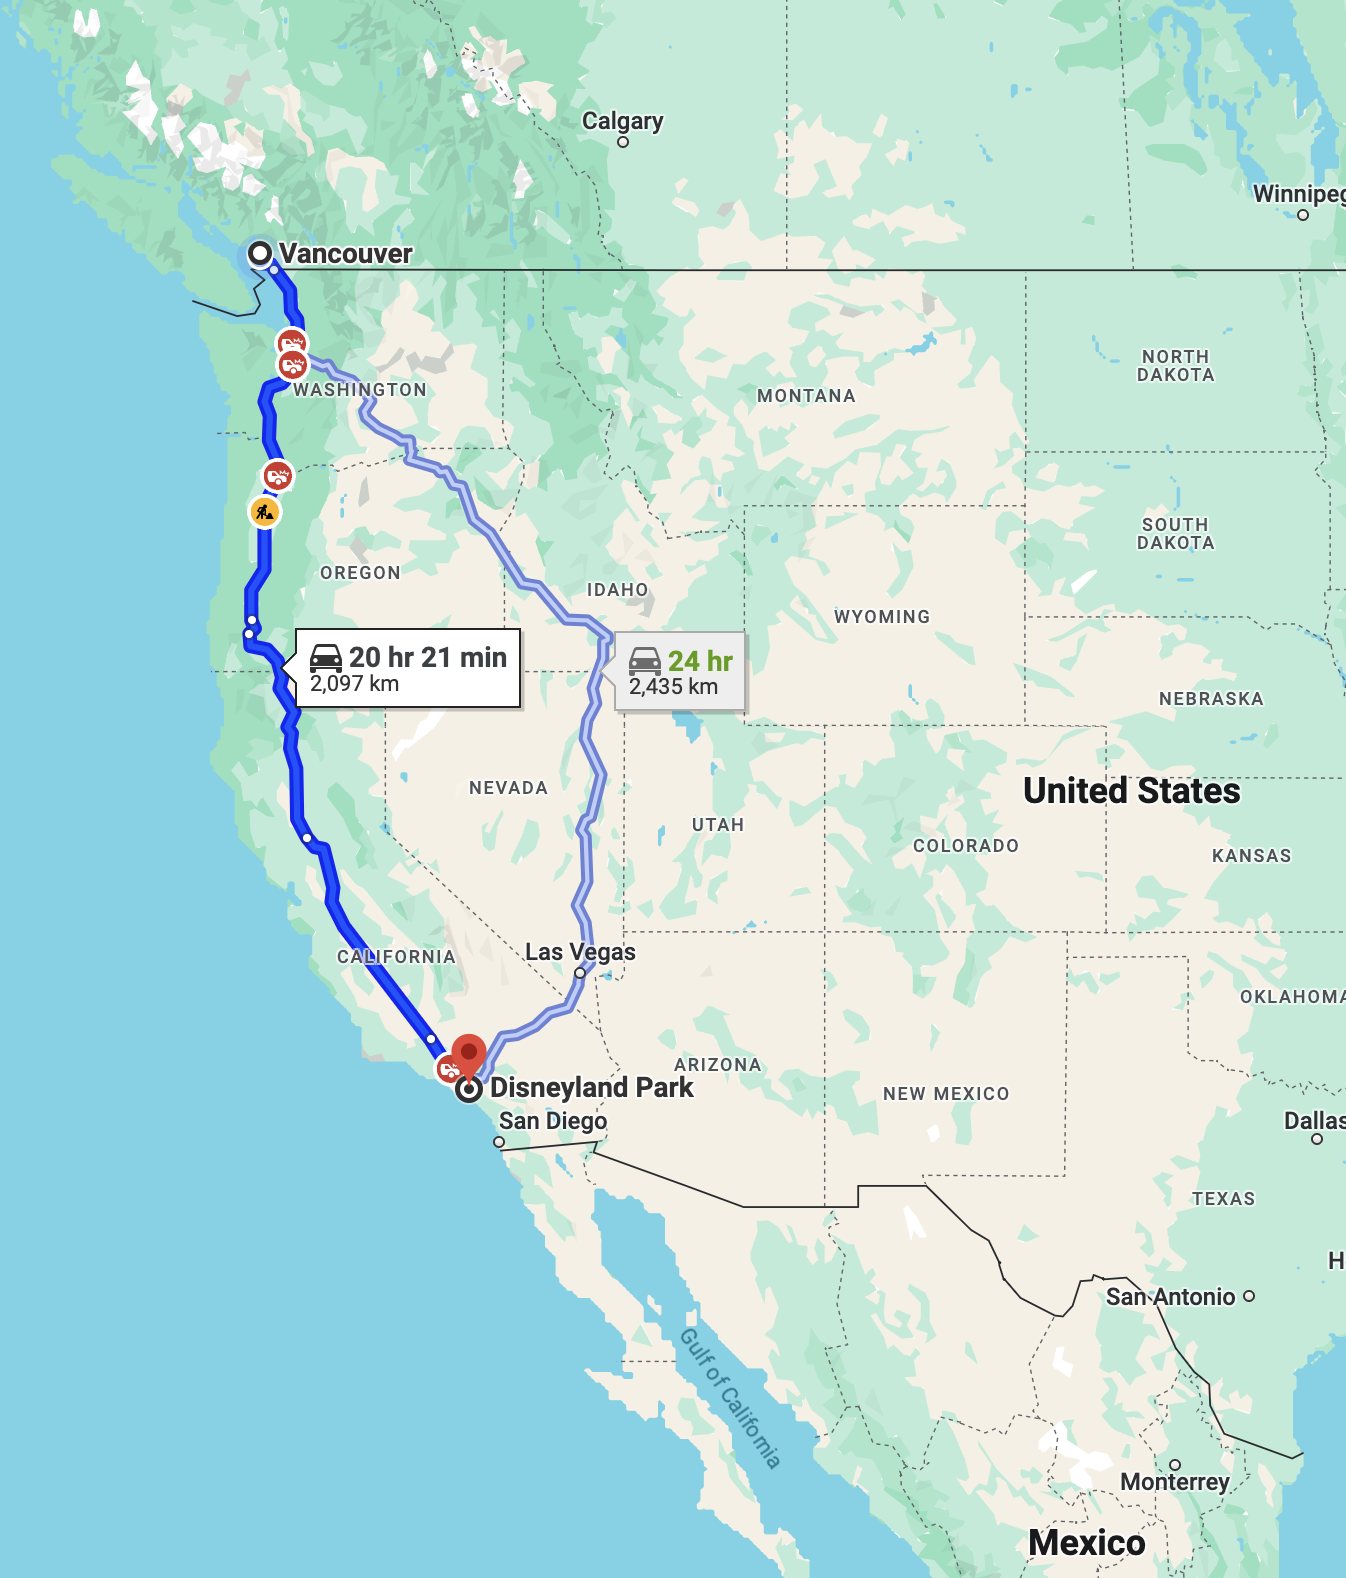 Calgary
Winnipeg
Vancouver
WASHINGTON
MONTANA
NORTH
DAKOTA
SOUTH
DAKOTA
OREGON
IDAHO
WYOMING
20 hr 21 min
2,097 km
24 hr
2,435 km
NEBRASKA
NEVADA
United States
UTAH
COLORADO
KANSAS
CALIFORNIA
Las Vegas
OKLAHOMA
ARIZONA
NEW MEXICO
Disneyland Park
San Diego
Dallas
TEXAS
H
San Antonio
Gulf of California
Monterrey
Mexico